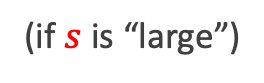 (if s is “large”)